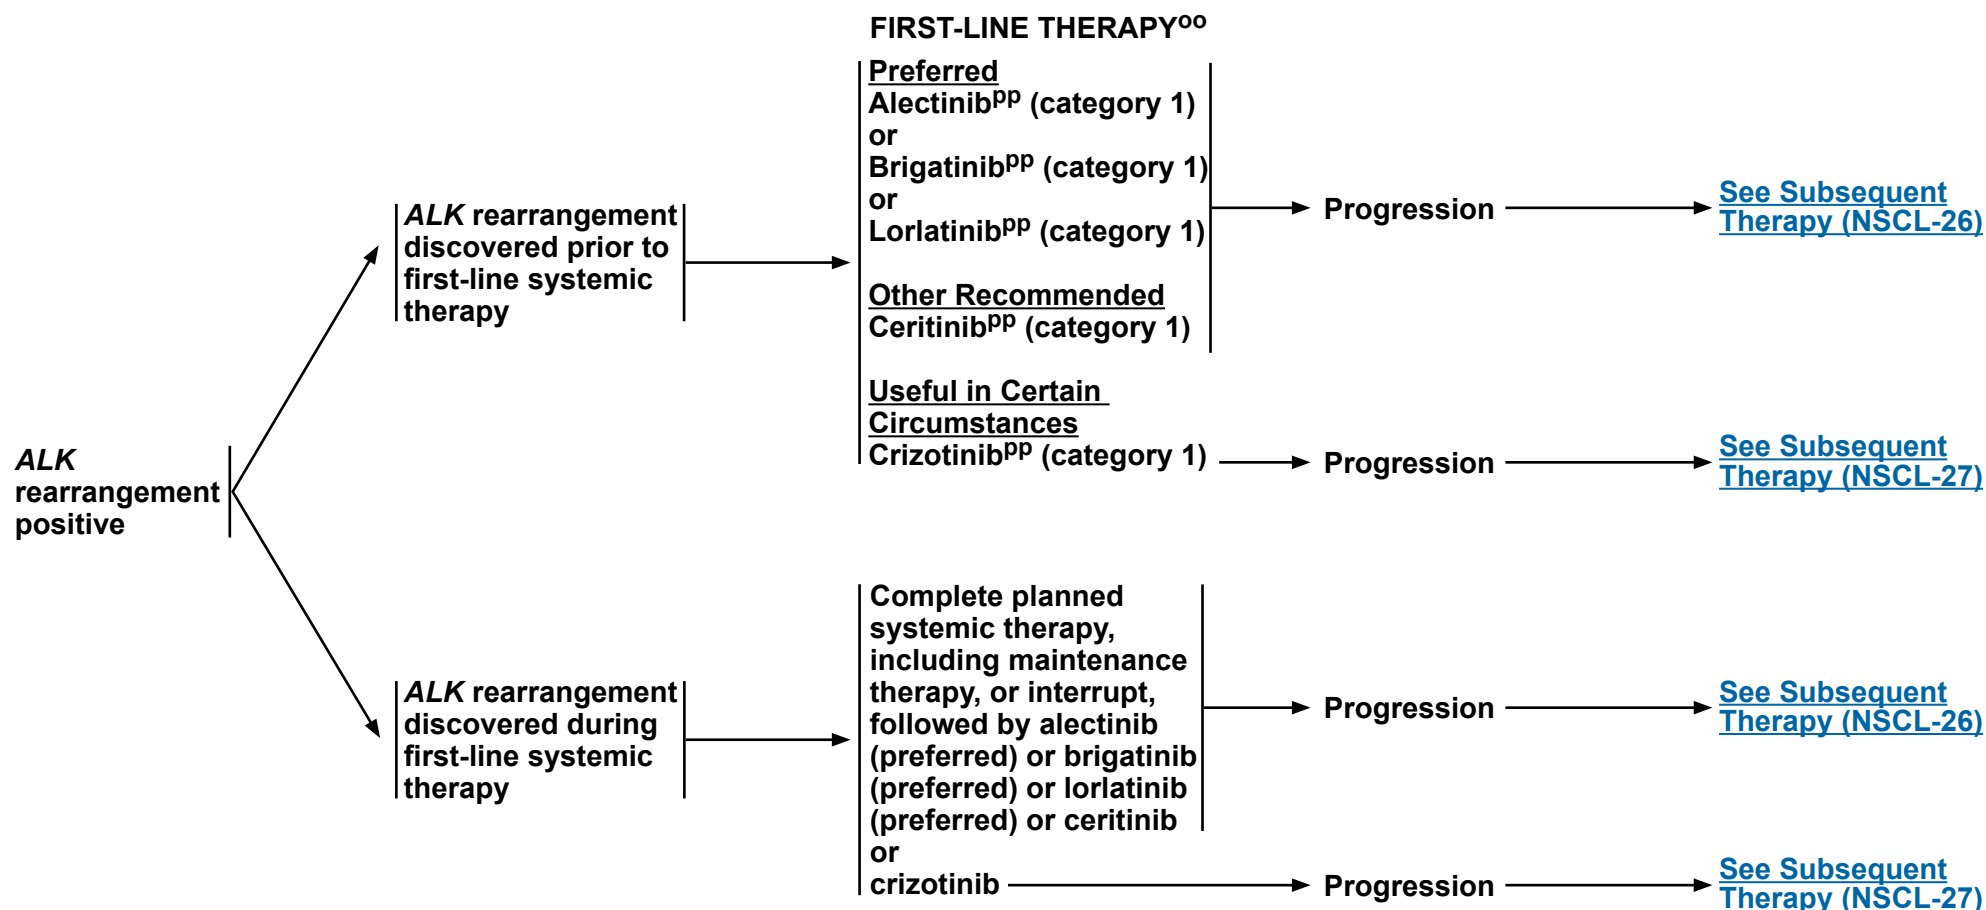 FIRST-LINE THERAPYoo
ALK
rearrangement
positive
ALK rearrangement
discovered prior to
first-line systemic
therapy
Preferred
Alectinibpp (category 1)
or
Brigatinibpp (category 1)
or
Lorlatinibpp (category 1)
Other Recommended
Ceritinibpp (category 1)
Progression
See Subsequent
Therapy (NSCL-26)
Useful in Certain
Circumstances
Crizotinibpp (category 1)
Progression
See Subsequent
Therapy (NSCL-27)
ALK rearrangement
discovered during
first-line systemic
therapy
Complete planned
systemic therapy,
including maintenance
therapy, or interrupt,
followed by alectinib
(preferred) or brigatinib
(preferred) or lorlatinib
(preferred) or ceritinib
or
crizotinib
Progression
See Subsequent
Therapy (NSCL-26)
Progression
See Subsequent
Therapy (NSCL-27)